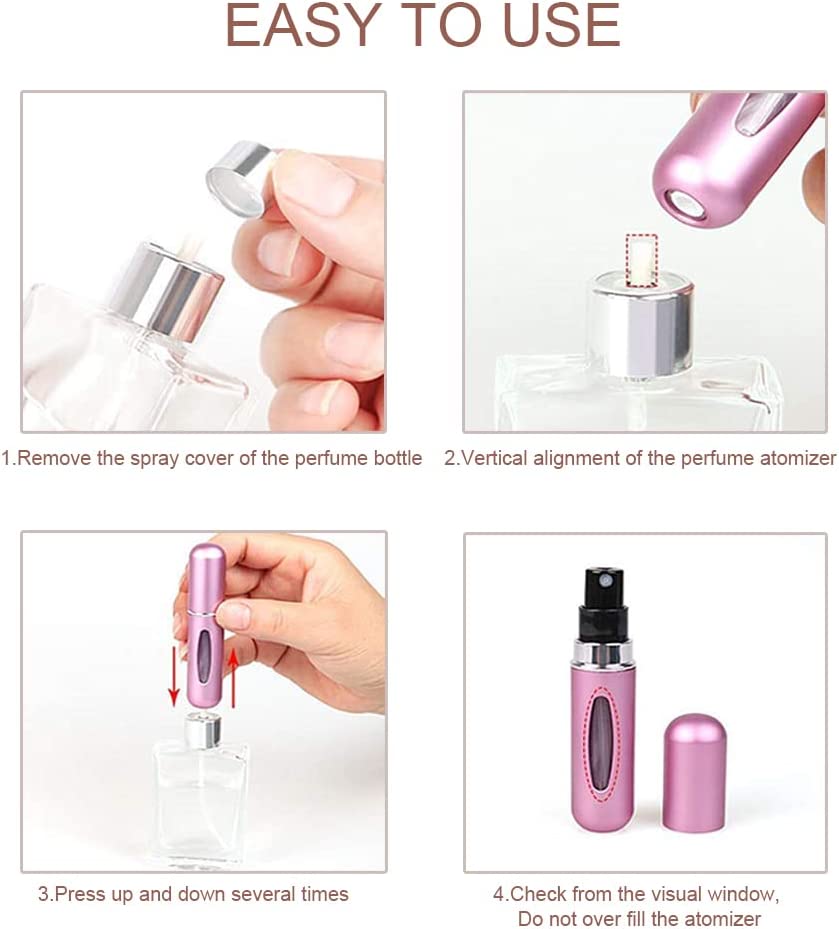 EASY TO USE
1.Remove the spray cover of the perfume bottle
2.Vertical alignment of the perfume atomizer
3.Press up and down several times
4.Check from the visual window,
Do not over fill the atomizer